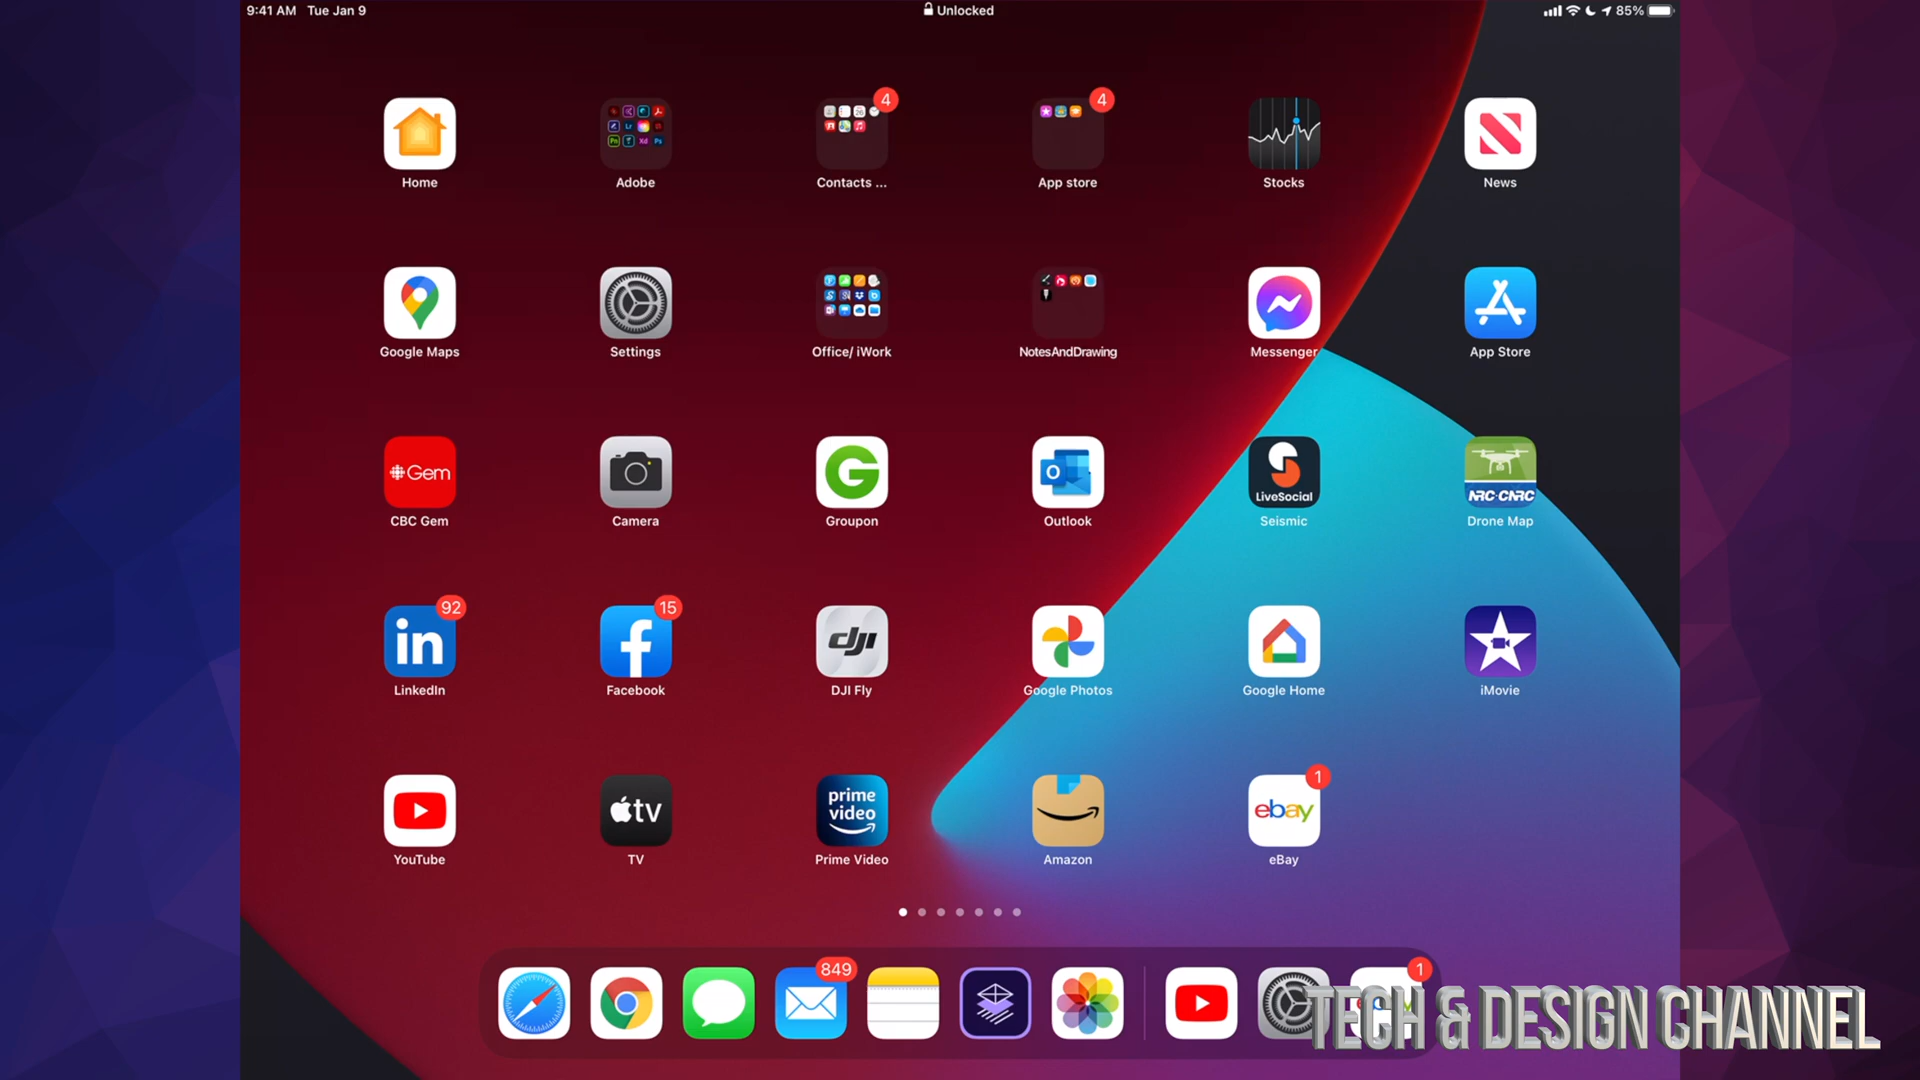 9:41 AM Tue Jan 9
Unlocked
85%
4
4
Home
Adobe
Contacts ...
App store
Stocks
News
Google Maps
Settings
Office/ iWork
NotesAndDrawing
Messenger
App Store
Gem
LiveSocial
NRC·CNRC
CBC Gem
Camera
Groupon
Outlook
Seismic
Drone Map
92
15
in
f
dji
LinkedIn
Facebook
DJI Fly
Google Photos
Google Home
iMovie
1
tv
prime
video
ebay
YouTube
TV
Prime Video
Amazon
eBay
849
1
TECH & DESIGN CHANNEL